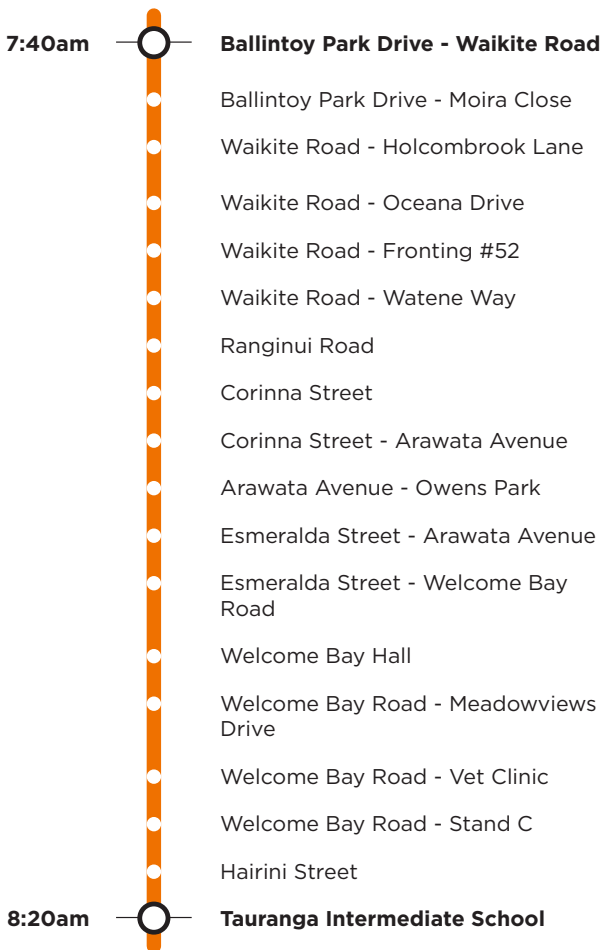 7:40am Ballintoy Park Drive - Waikite Road
Ballintoy Park Drive - Moira Close
Waikite Road - Holcombrook Lane
Waikite Road - Oceana Drive
Waikite Road - Fronting #52
Waikite Road - Watene Way
Ranginui Road
Corinna Street
Corinna Street - Arawata Avenue
Arawata Avenue - Owens Park
Esmeralda Street - Arawata Avenue
Esmeralda Street - Welcome Bay
Road
Welcome Bay Hall
Welcome Bay Road - Meadowviews
Drive
Welcome Bay Road - Vet Clinic
Welcome Bay Road - Stand C
Hairini Street
8:20am Tauranga Intermediate School